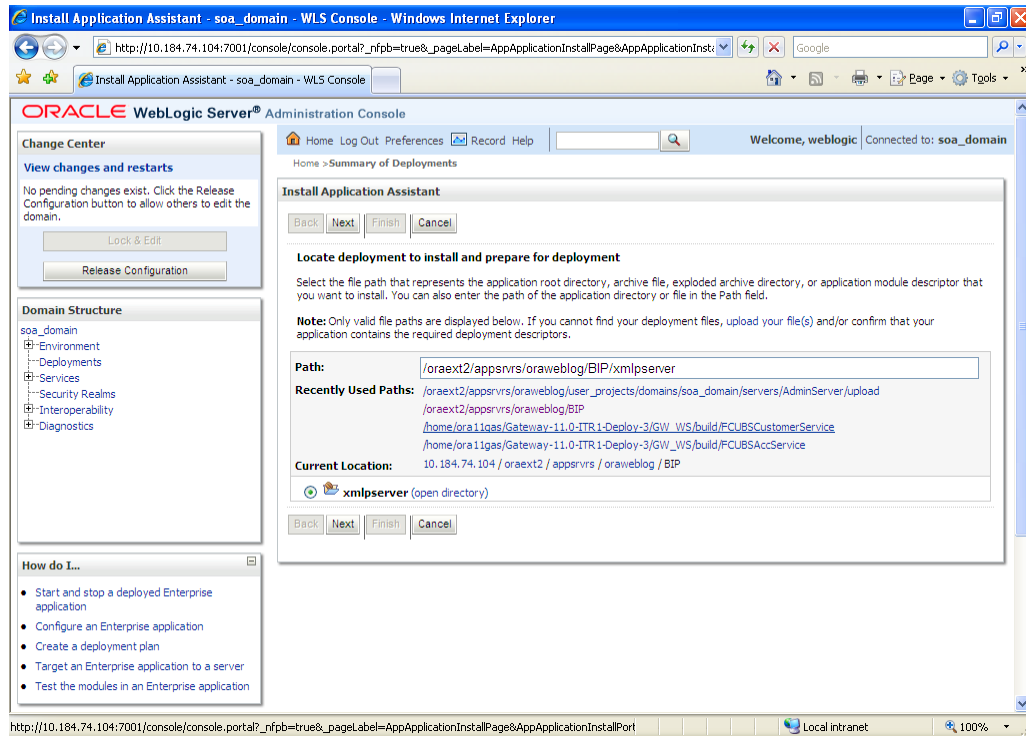 Install Application Assistant - soa_domain - WLS Console - Windows Internet Explorer
http://10.184.74.104:7001/console/console.portal?_nfpb=true&_pageLabel=AppApplicationInstallPage&AppApplicationInsta
Google
Install Application Assistant - soa_domain - WLS Console
Page
Tools
»
ORACLE WebLogic Server® Administration Console
Change Center
View changes and restarts
No pending changes exist. Click the Release
Configuration button to allow others to edit the
domain.
Lock & Edit
Release Configuration
Domain Structure
soa_domain
Environment
Deployments
Services
Security Realms
Interoperability
Diagnostics
How do I...
Start and stop a deployed Enterprise
application
Configure an Enterprise application
Create a deployment plan
Target an Enterprise application to a server
Test the modules in an Enterprise application
Home Log Out Preferences Record Help
Welcome, weblogic Connected to: soa_domain
Home >Summary of Deployments
Install Application Assistant
Back Next Finish Cancel
Locate deployment to install and prepare for deployment
Select the file path that represents the application root directory, archive file, exploded archive directory, or application module descriptor that
you want to install. You can also enter the path of the application directory or file in the Path field.
Note: Only valid file paths are displayed below. If you cannot find your deployment files, upload your file(s) and/or confirm that your
application contains the required deployment descriptors.
Path: /oraext2/appsrvrs/oraweblog/BIP/xmlpserver
Recently Used Paths: /oraext2/appsrvrs/oraweblog/user_projects/domains/soa_domain/servers/AdminServer/upload
/oraext2/appsrvrs/oraweblog/BIP
/home/ora11gas/Gateway-11.0-ITR1-Deploy-3/GW_WS/build/FCUBSCustomerService
/home/ora11gas/Gateway-11.0-ITR1-Deploy-3/GW_WS/build/FCUBSAccService
Current Location: 10.184.74.104 / oraext2 / appsrvrs / oraweblog / BIP
xmlpserver (open directory)
Back Next Finish Cancel
http://10.184.74.104:7001/console/console.portal?_nfpb=true&_pageLabel=AppApplicationInstallPage&AppApplicationInstallPort
Local intranet
100%